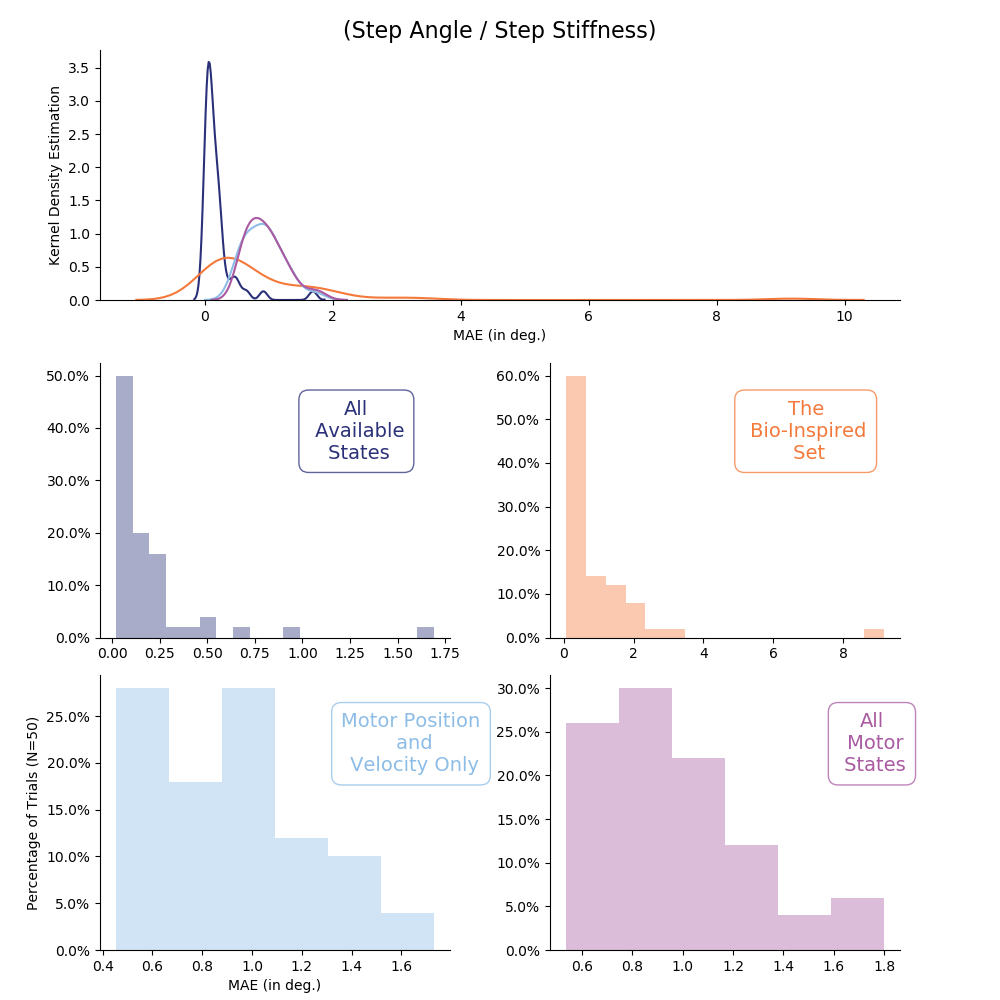 (Step Angle / Step Stiffness)
Kernel Density Estimation
3.5
3.0
2.5
2.0
1.5
1.0
0.5
0.0
0 2 4 6 8 10
MAE (in deg.)
50.0%
40.0%
30.0%
20.0%
10.0%
0.0%
0.00 0.25 0.50 0.75 1.00 1.25 1.50 1.75
All
Available
States
60.0%
50.0%
40.0%
30.0%
20.0%
10.0%
0.0%
0 2 4 6 8
The
Bio-Inspired
Set
Percentage of Trials (N=50)
25.0%
20.0%
15.0%
10.0%
5.0%
0.0%
0.4 0.6 0.8 1.0 1.2 1.4 1.6
MAE (in deg.)
Motor Position
and
Velocity Only
30.0%
25.0%
20.0%
15.0%
10.0%
5.0%
0.0%
0.6 0.8 1.0 1.2 1.4 1.6 1.8
All
Motor
States